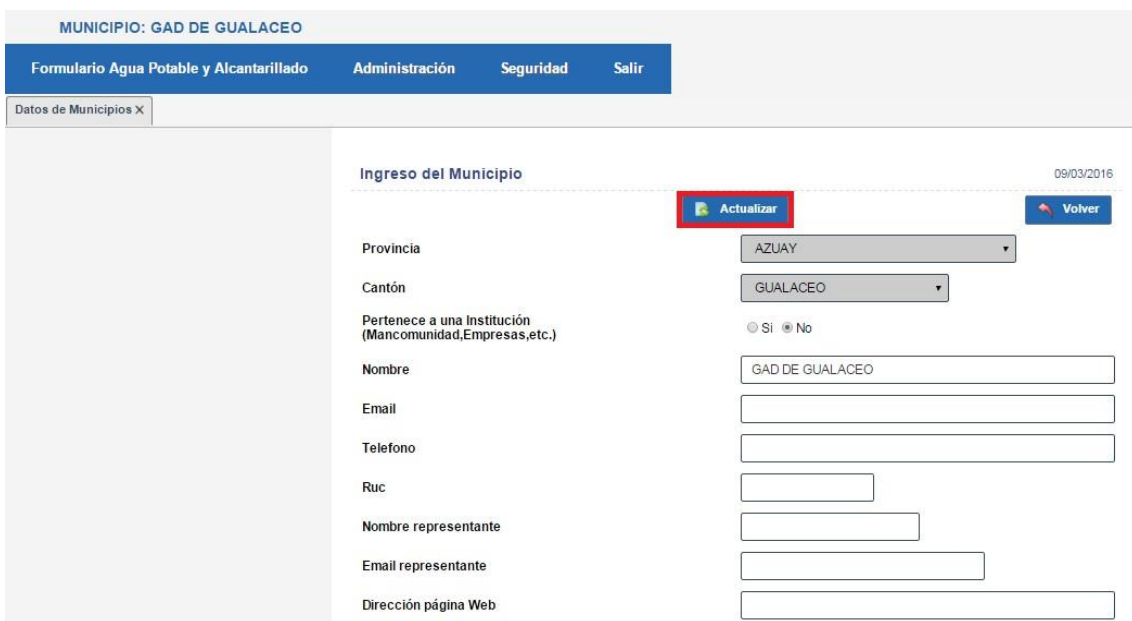 MUNICIPIO: GAD DE GUALACEO
Formulario Agua Potable y Alcantarillado Administración Seguridad Salir
Datos de Municipios X
Ingreso del Municipio 09/03/2016
Actualizar Volver
Provincia AZUAY
Cantón GUALACEO
Pertenece a una Institución
(Mancomunidad,Empresas,etc.) Si No
Nombre GAD DE GUALACEO
Email
Telefono
Ruc
Nombre representante
Email representante
Dirección página Web